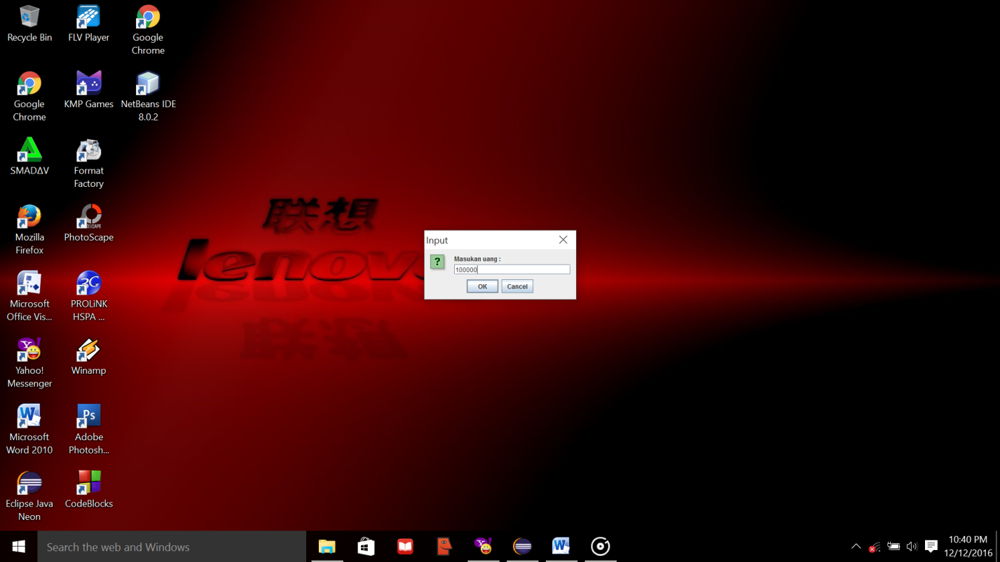 Recycle Bin
FLV Player
Google
Chrome
Google
Chrome
KMP Games
NetBeans IDE
8.0.2
SMADΔV
Format
Factory
Mozilla
Firefox
PhotoScape
Microsoft
Office Vis...
3G
PROLiNK
HSPA ...
Yahoo!
Messenger
Winamp
Microsoft
Word 2010
Ps
Adobe
Photosh...
Eclipse Java
Neon
CodeBlocks
联想
lenovo
Input
Masukan uang :
100000
OK
Cancel
Search the web and Windows
10:40 PM
12/12/2016